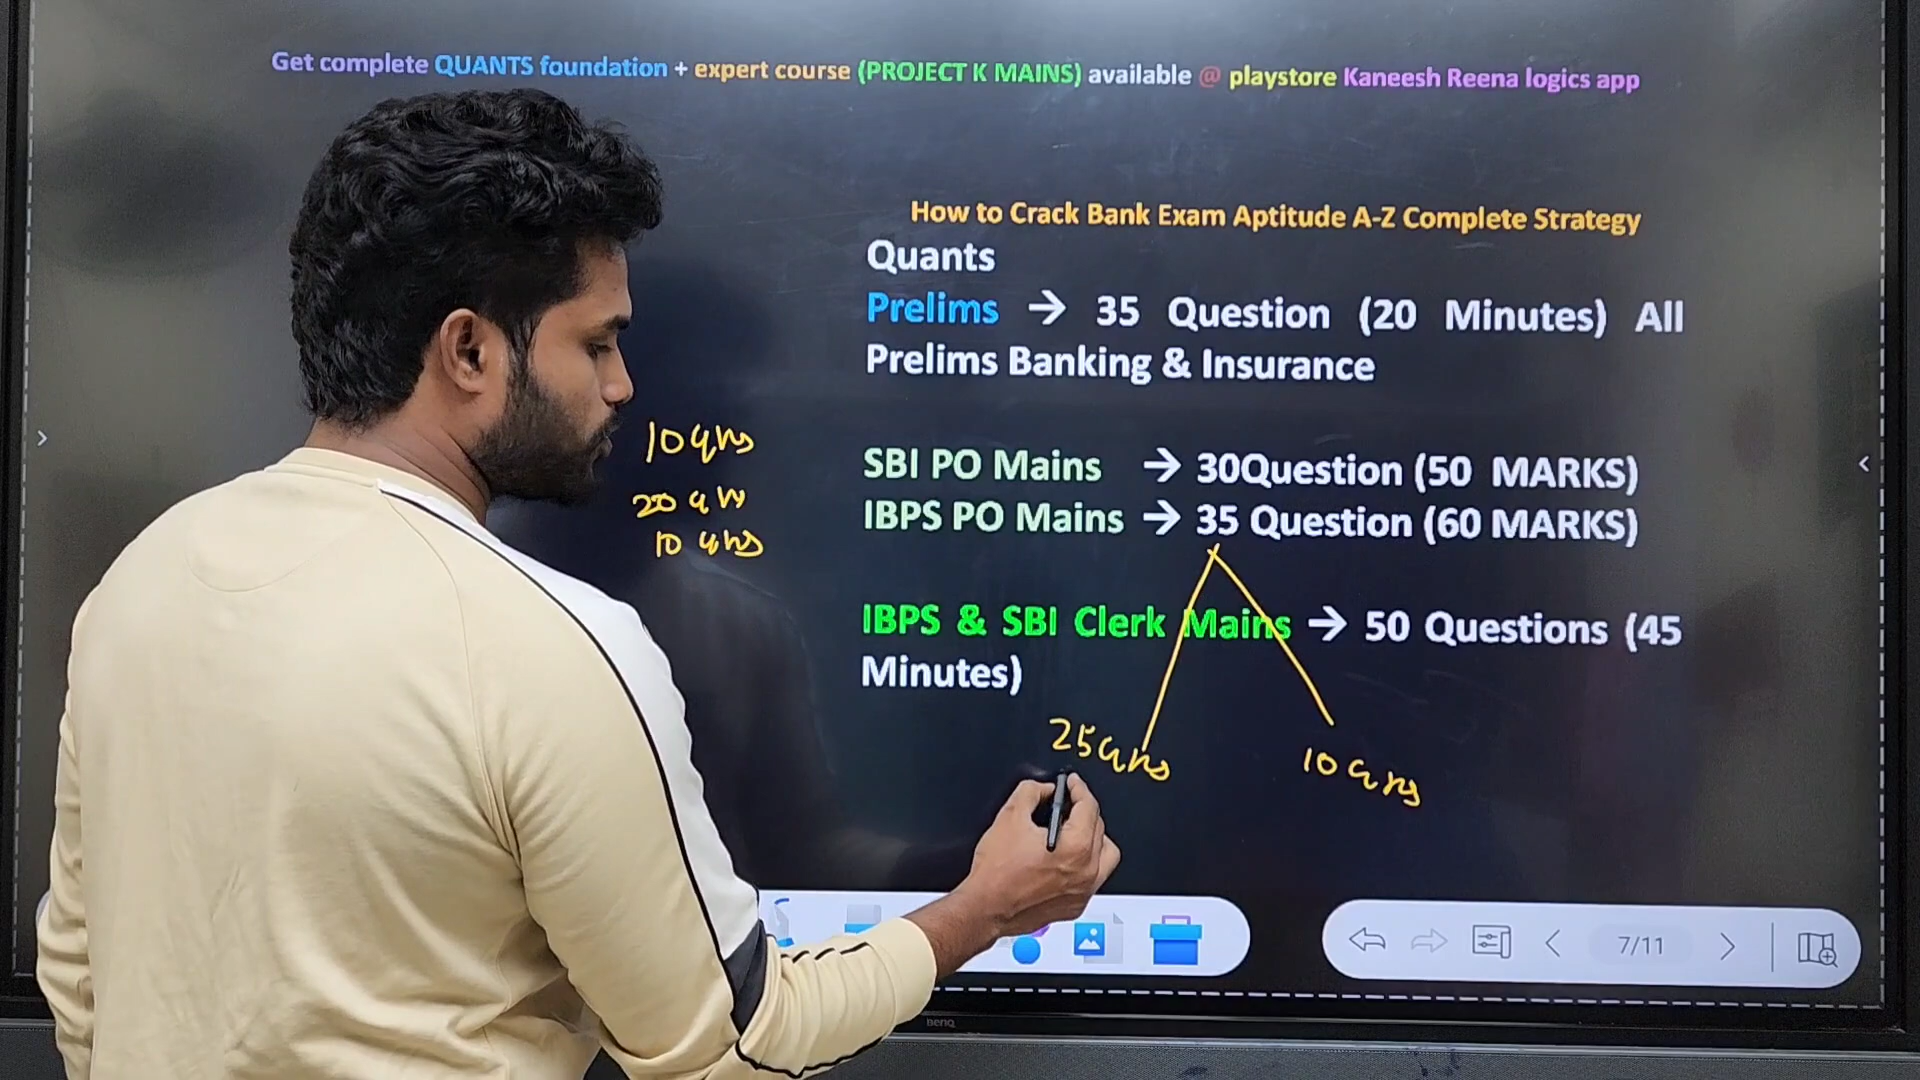 Get complete QUANTS foundation + expert course (PROJECT K MAINS) available @ playstore Kaneesh Reena logics app
How to Crack Bank Exam Aptitude A-Z Complete Strategy
Quants
Prelims → 35 Question (20 Minutes) All
Prelims Banking & Insurance
10 qns
20 qn
10 qns
SBI PO Mains → 30Question (50 MARKS)
IBPS PO Mains → 35 Question (60 MARKS)
IBPS & SBI Clerk Mains → 50 Questions (45
Minutes)
25 qns
10 qns
7/11
BenQ